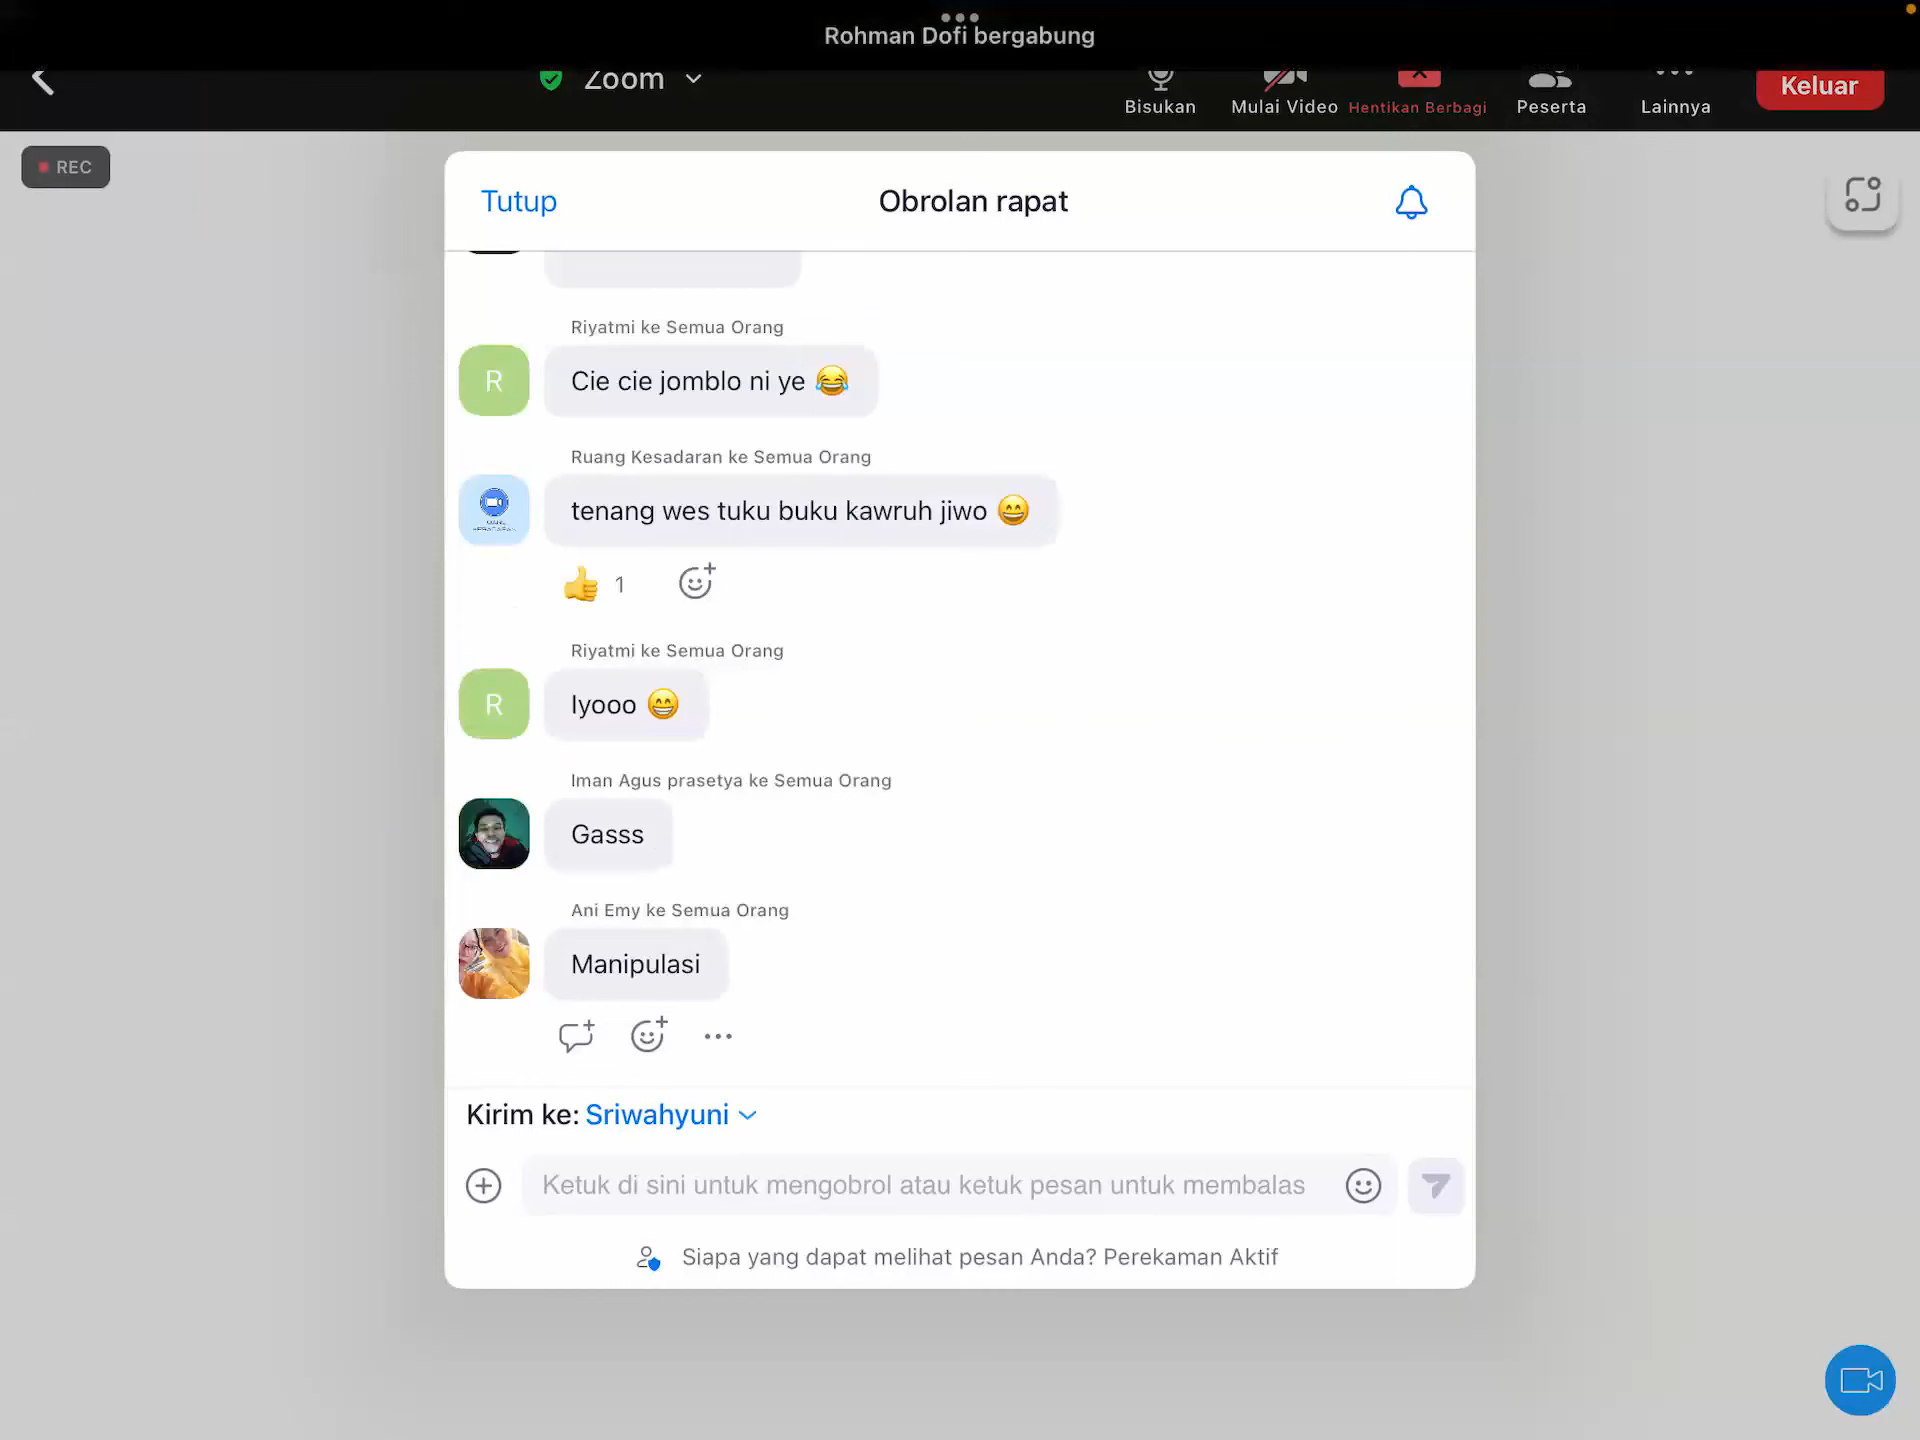 Rohman Dofi bergabung
Zoom
Bisukan
Mulai Video
Hentikan Berbagi
Peserta
Lainnya
Keluar
REC
Tutup
Obrolan rapat
Riyatmi ke Semua Orang
R
Cie cie jomblo ni ye 😂
Ruang Kesadaran ke Semua Orang
tenang wes tuku buku kawruh jiwo 😄
👍 1
Riyatmi ke Semua Orang
R
Iyooo 😁
Iman Agus prasetya ke Semua Orang
Gasss
Ani Emy ke Semua Orang
Manipulasi
Kirim ke: Sriwahyuni
Ketuk di sini untuk mengobrol atau ketuk pesan untuk membalas
Siapa yang dapat melihat pesan Anda? Perekaman Aktif